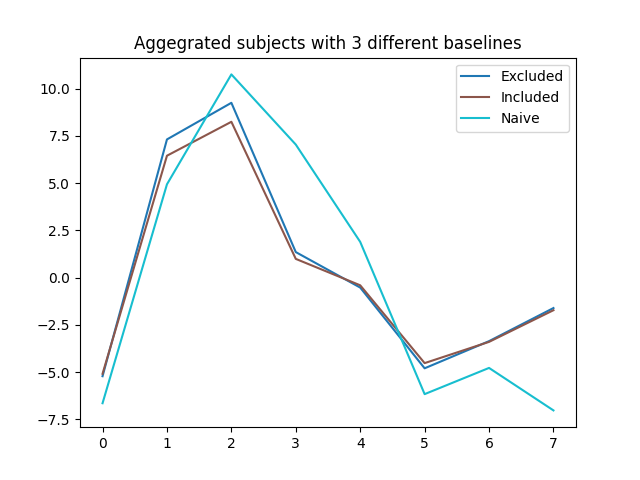 Aggegrated subjects with 3 different baselines
Excluded
Included
Naive
10.0
7.5
5.0
2.5
0.0
−2.5
−5.0
−7.5
0 1 2 3 4 5 6 7